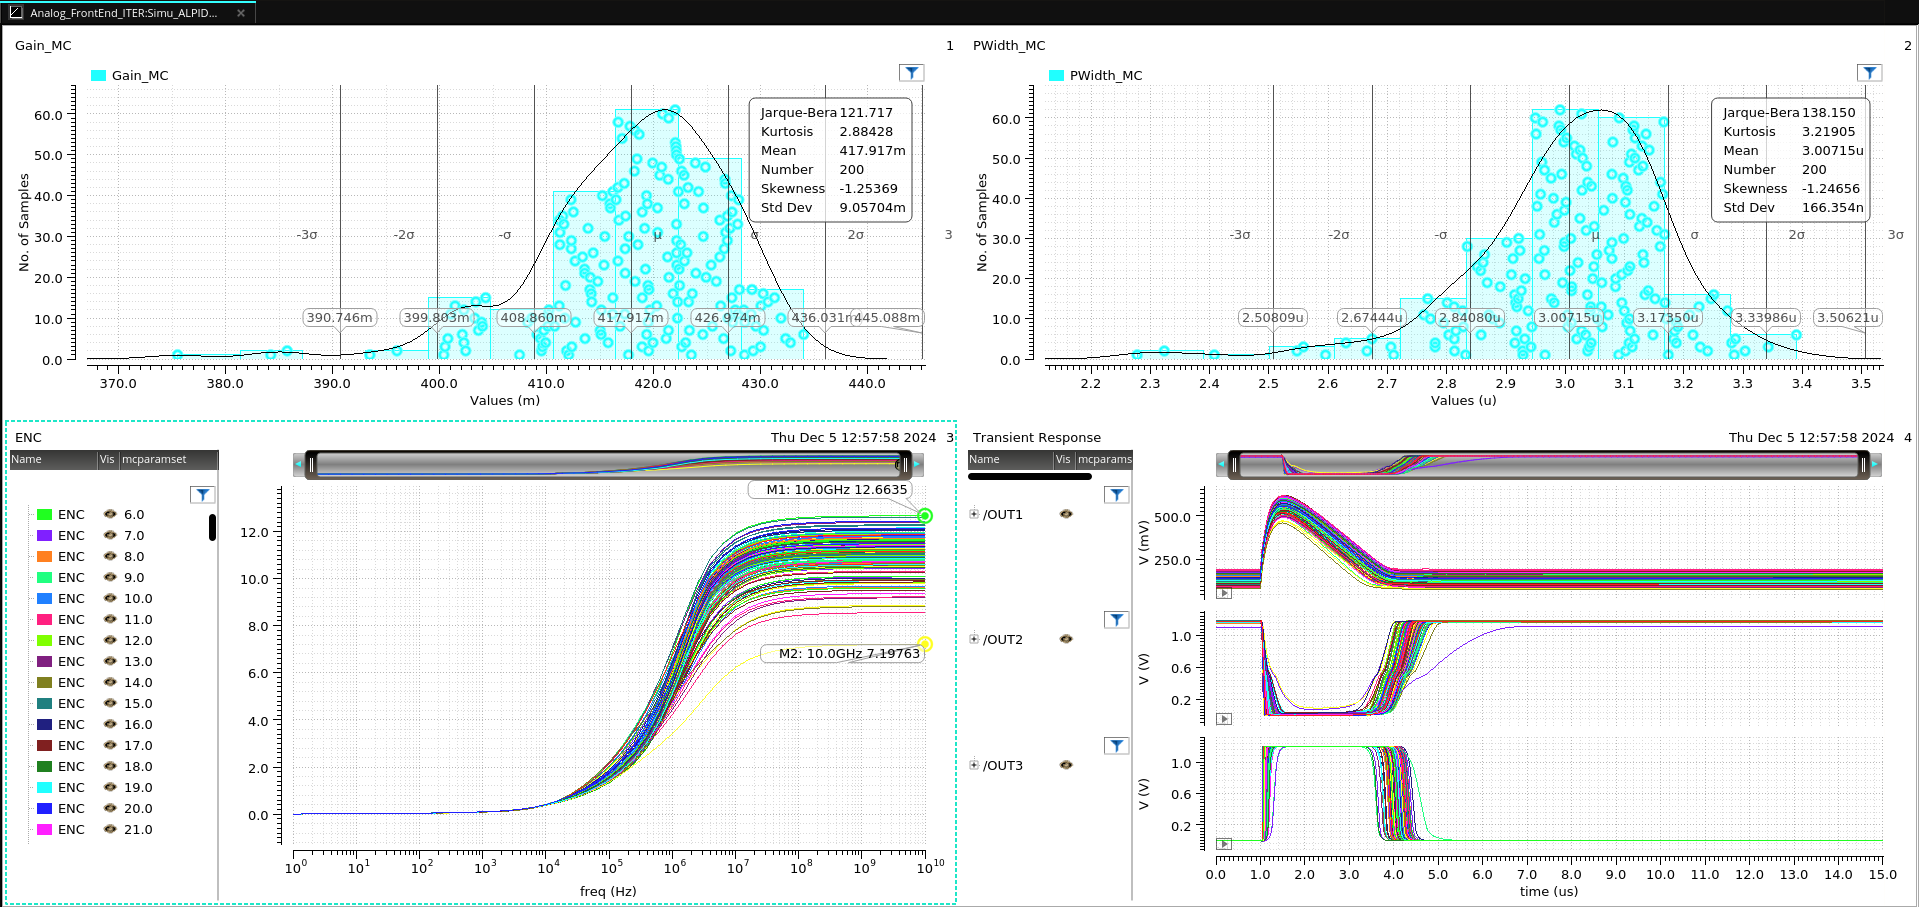 Analog_FrontEnd_ITER:Simu_ALPID... ×
Gain_MC 1
Gain_MC
Jarque-Bera 121.717
Kurtosis 2.88428
Mean 417.917m
Number 200
Skewness -1.25369
Std Dev 9.05704m
No. of Samples
60.0
50.0
40.0
30.0
20.0
10.0
0.0
-3σ -2σ -σ μ σ 2σ 3
390.746m 399.803m 408.860m 417.917m 426.974m 436.031m 445.088m
370.0 380.0 390.0 400.0 410.0 420.0 430.0 440.0
Values (m)
PWidth_MC 2
PWidth_MC
Jarque-Bera 138.150
Kurtosis 3.21905
Mean 3.00715u
Number 200
Skewness -1.24656
Std Dev 166.354n
No. of Samples
60.0
50.0
40.0
30.0
20.0
10.0
0.0
-3σ -2σ -σ μ σ 2σ 3σ
2.50809u 2.67444u 2.84080u 3.00715u 3.17350u 3.33986u 3.50621u
2.2 2.3 2.4 2.5 2.6 2.7 2.8 2.9 3.0 3.1 3.2 3.3 3.4 3.5
Values (u)
ENC Thu Dec 5 12:57:58 2024 3
Name Vis mcparamset
ENC 6.0
ENC 7.0
ENC 8.0
ENC 9.0
ENC 10.0
ENC 11.0
ENC 12.0
ENC 13.0
ENC 14.0
ENC 15.0
ENC 16.0
ENC 17.0
ENC 18.0
ENC 19.0
ENC 20.0
ENC 21.0
M1: 10.0GHz 12.6635
M2: 10.0GHz 7.19763
12.0
10.0
8.0
6.0
4.0
2.0
0.0
10⁰ 10¹ 10² 10³ 10⁴ 10⁵ 10⁶ 10⁷ 10⁸ 10⁹ 10¹⁰
freq (Hz)
Transient Response Thu Dec 5 12:57:58 2024 4
Name Vis mcparams
/OUT1
/OUT2
/OUT3
V (mV)
500.0
250.0
V (V)
1.0
0.6
0.2
V (V)
1.0
0.6
0.2
0.0 1.0 2.0 3.0 4.0 5.0 6.0 7.0 8.0 9.0 10.0 11.0 12.0 13.0 14.0 15.0
time (us)